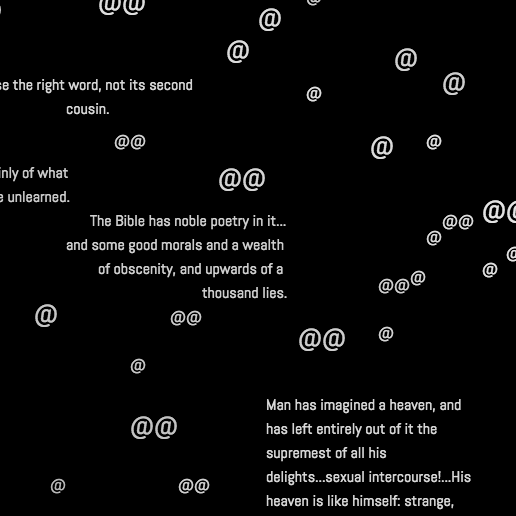 @@ @
@
@ @
@
se the right word, not its second
cousin.
@
@@ @ @
inly of what
e unlearned.
@@
@@
The Bible has noble poetry in it...
and some good morals and a wealth
of obscenity, and upwards of a
thousand lies.
@@
@ @
@
@@ @
@ @@
@@ @
@
Man has imagined a heaven, and
has left entirely out of it the
supremest of all his
delights...sexual intercourse!...His
heaven is like himself: strange,
@@
@ @@